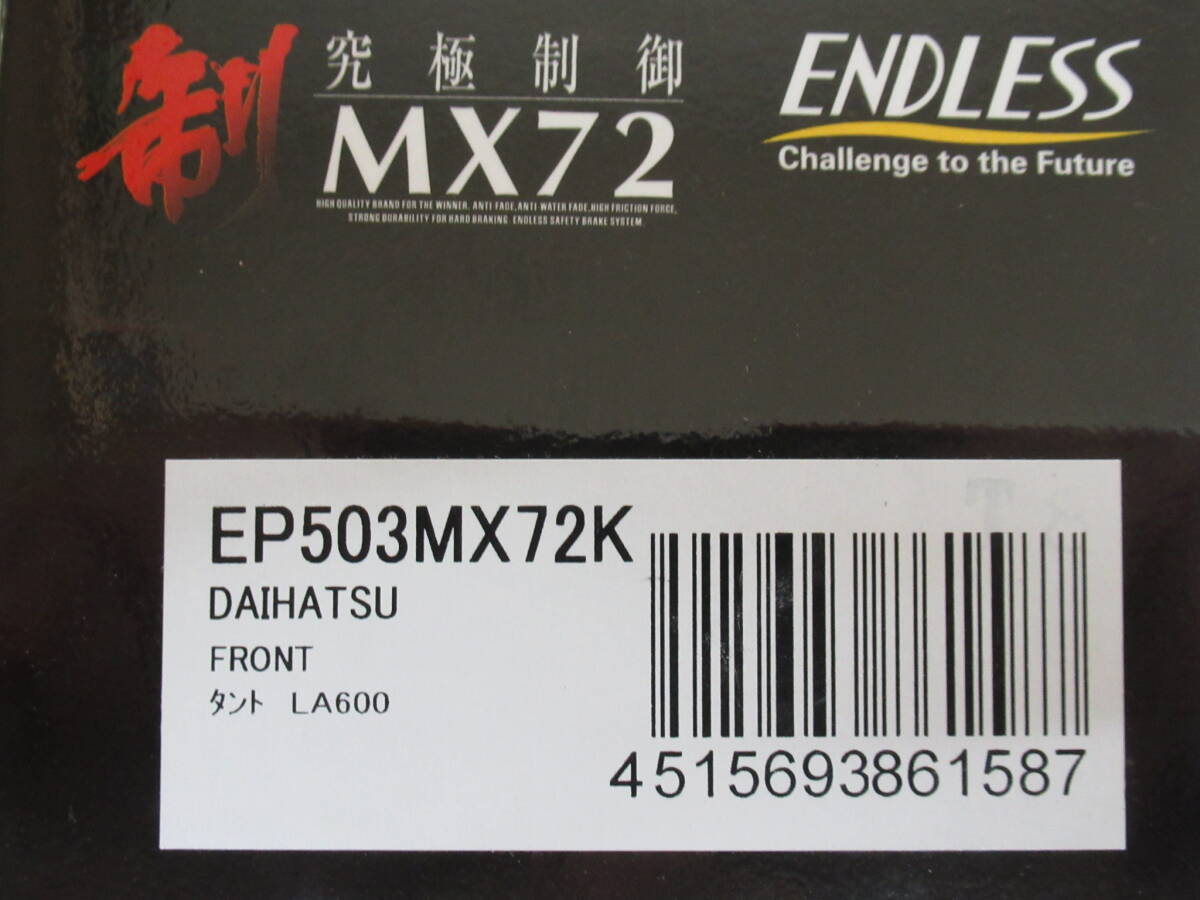 制
究極制御
MX72
HIGH QUALITY BRAND FOR THE WINNER. ANTI FADE,ANTI WATER FADE,HIGH FRICTION FORCE,
STRONG DURABILITY FOR HARD BRAKING. ENDLESS SAFETY BRAKE SYSTEM.
ENDLESS
Challenge to the Future
EP503MX72K
DAIHATSU
FRONT
ﾀﾝﾄ LA600
4515693861587